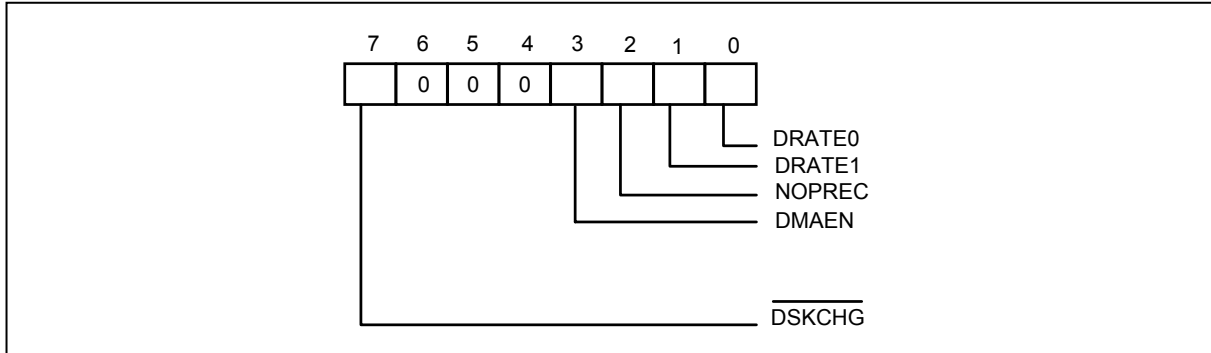 7 6 5 4 3 2 1 0
0 0 0
DRATE0
DRATE1
NOPREC
DMAEN
DSKCHG